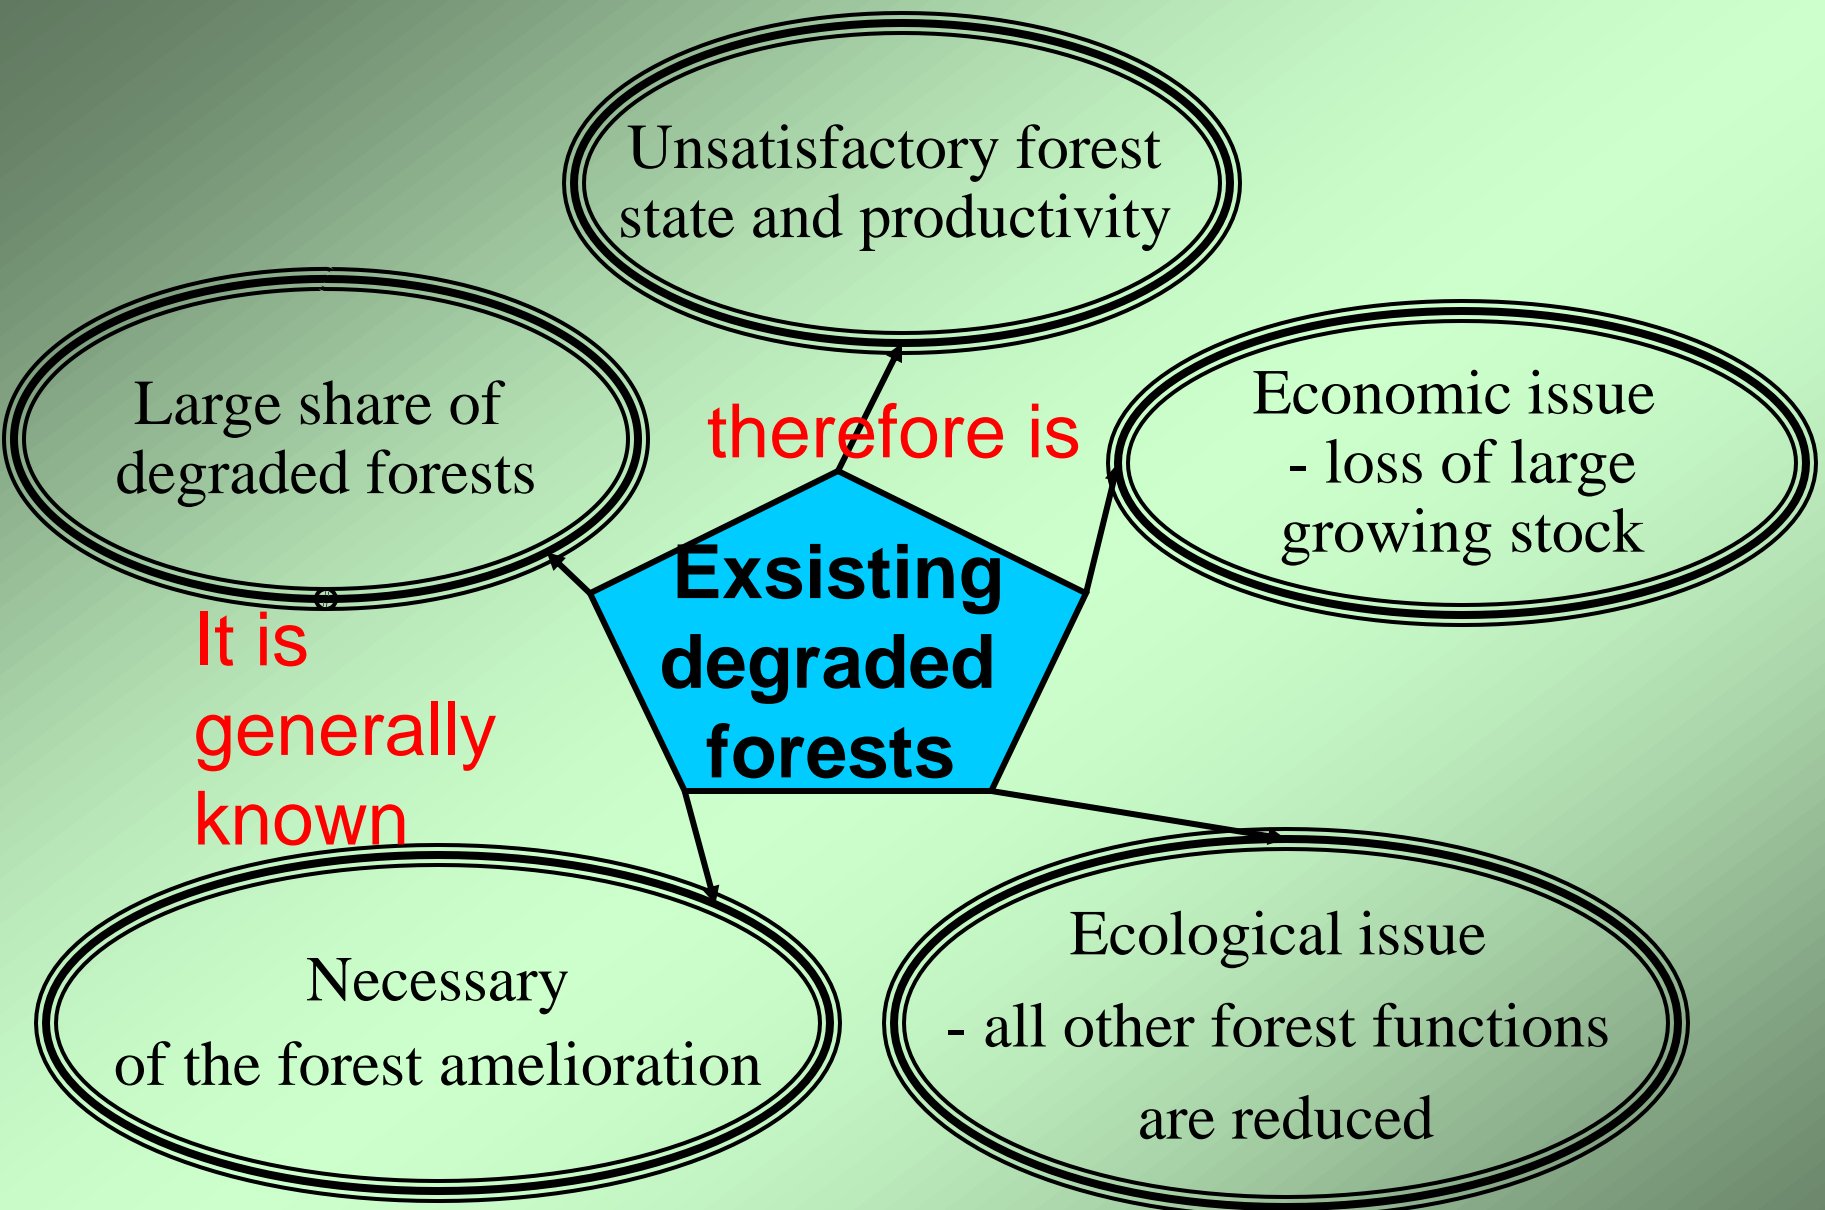 Unsatisfactory forest
state and productivity
Large share of
degraded forests
therefore is
Economic issue
- loss of large
growing stock
Exsisting
degraded
forests
It is
generally
known
Necessary
of the forest amelioration
Ecological issue
- all other forest functions
are reduced